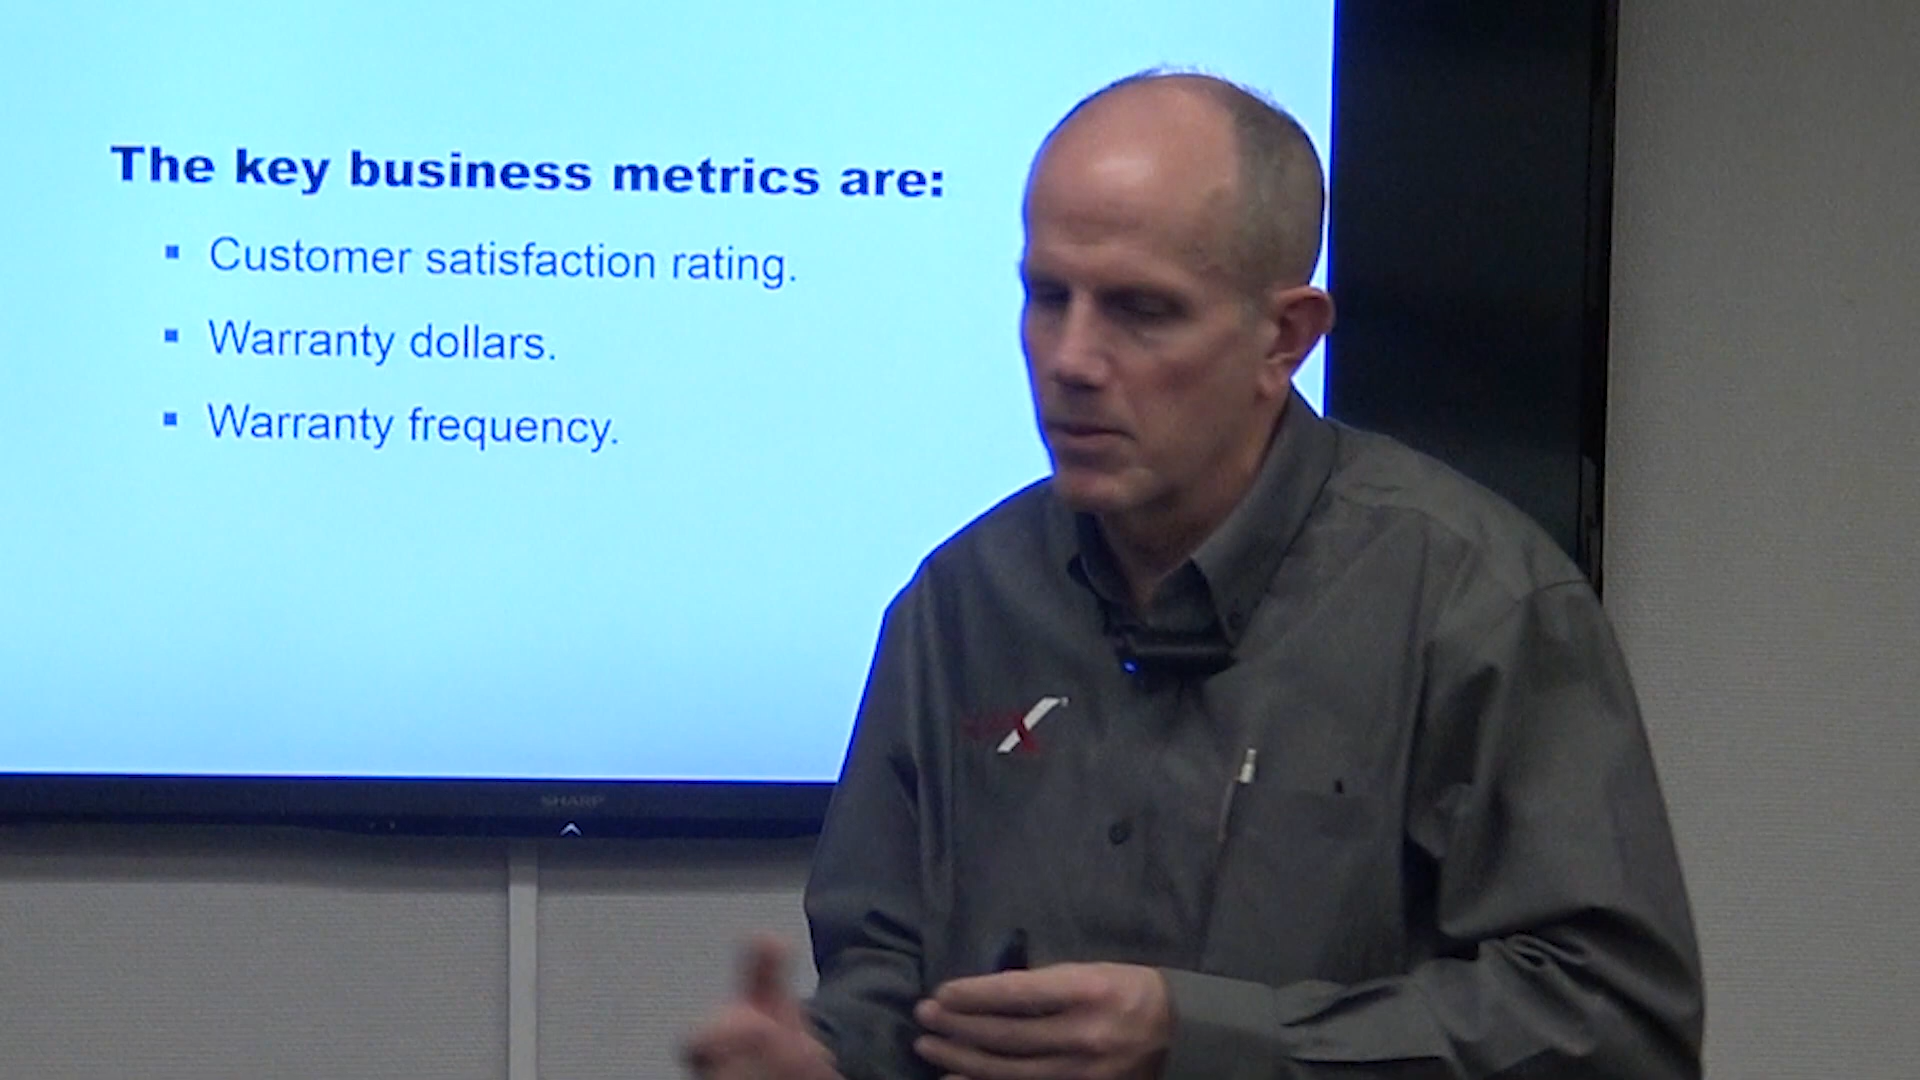 The key business metrics are:
▪ Customer satisfaction rating.
▪ Warranty dollars.
▪ Warranty frequency.
SHARP